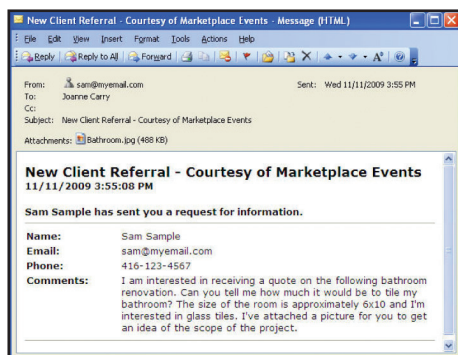 New Client Referral - Courtesy of Marketplace Events - Message (HTML)
File Edit View Insert Format Tools Actions Help
Reply Reply to All Forward
From: sam@myemail.com Sent: Wed 11/11/2009 3:55 PM
To: Joanne Carry
Cc:
Subject: New Client Referral - Courtesy of Marketplace Events
Attachments: Bathroom.jpg (488 KB)
New Client Referral - Courtesy of Marketplace Events
11/11/2009 3:55:08 PM
Sam Sample has sent you a request for information.
Name: Sam Sample
Email: sam@myemail.com
Phone: 416-123-4567
Comments: I am interested in receiving a quote on the following bathroom
renovation. Can you tell me how much it would be to tile my
bathroom? The size of the room is approximately 6x10 and I'm
interested in glass tiles. I've attached a picture for you to get
an idea of the scope of the project.